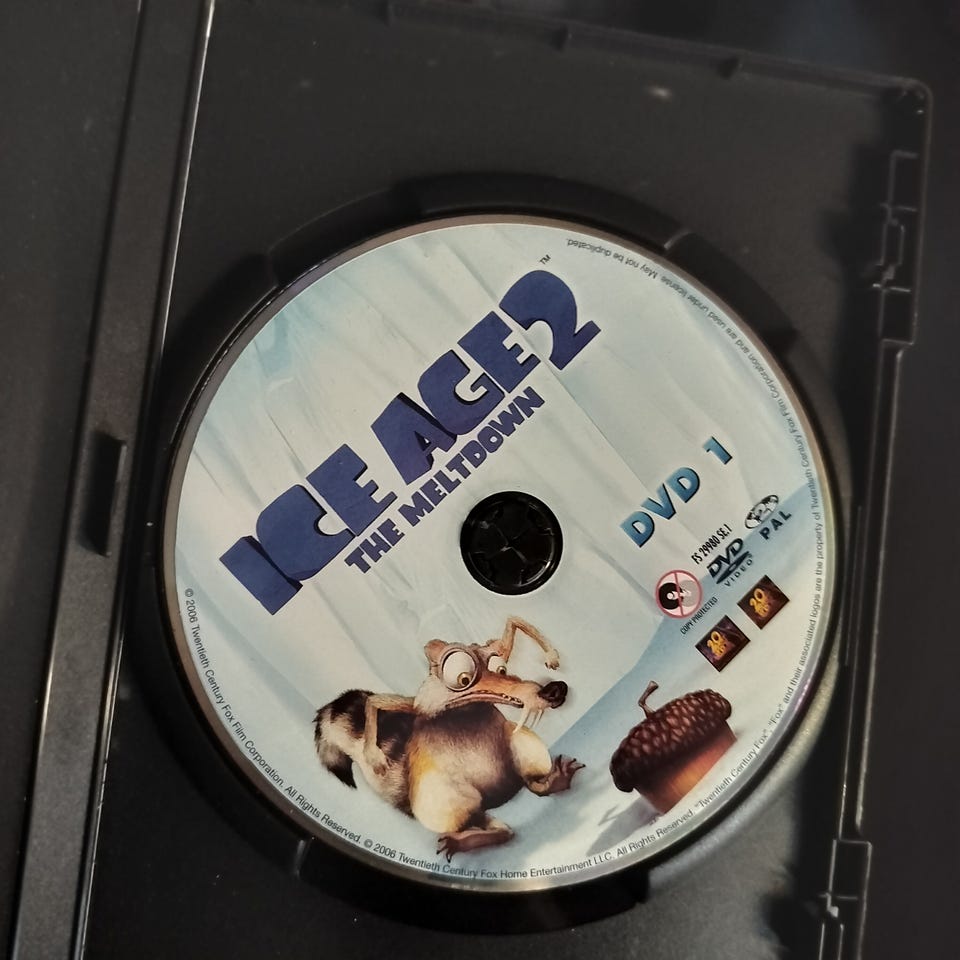 ICE AGE 2™
THE MELTDOWN
DVD 1
FS 29900 SE.1
2
PAL
DVD
VIDEO
COPY PROTECTED
© 2006 Twentieth Century Fox Film Corporation. All Rights Reserved. © 2006 Twentieth Century Fox Home Entertainment LLC. All Rights Reserved. "Twentieth Century Fox", "Fox" and their associated logos are the property of Twentieth Century Fox Film Corporation and are used under license. May not be duplicated.